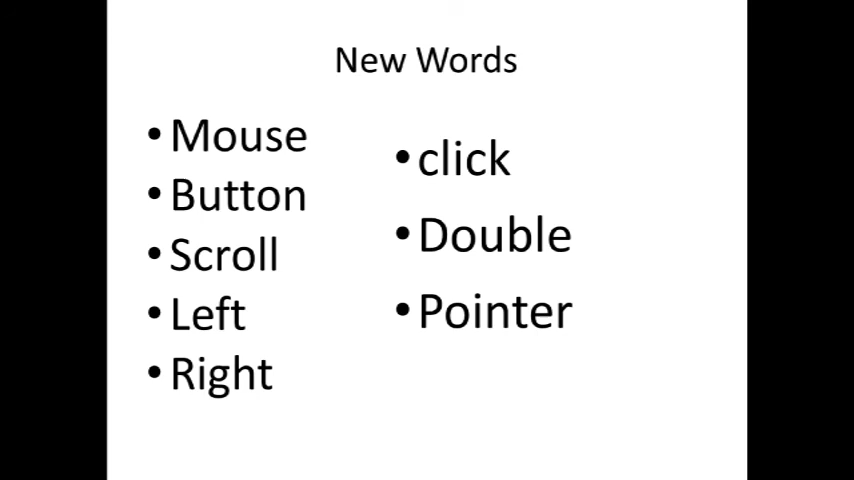 New Words
• Mouse
• Button
• Scroll
• Left
• Right
• click
• Double
• Pointer